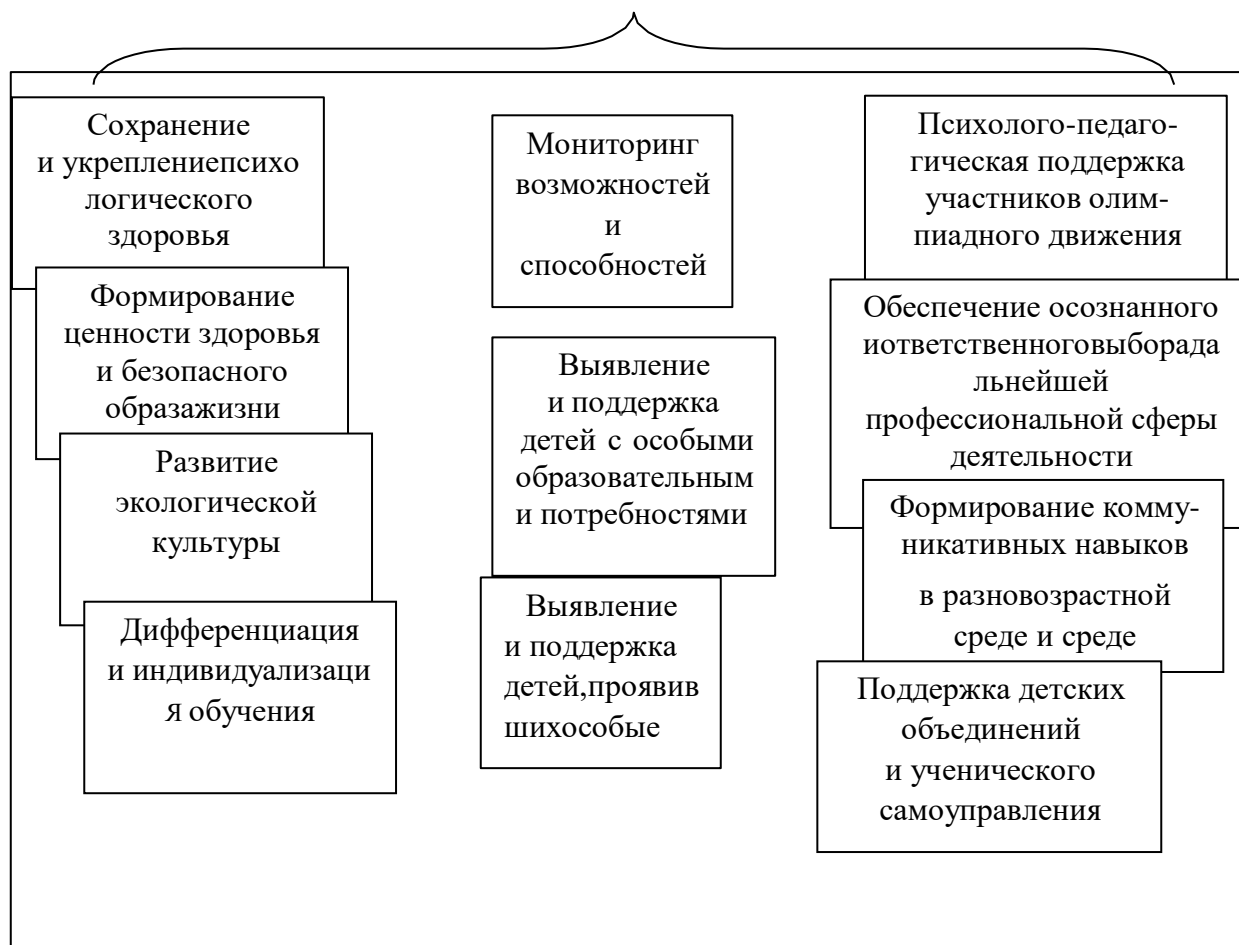 Сохранение
и укреплениепсихо
логического
здоровья
Формирование
ценности здоровья
и безопасного
образажизни
Развитие
экологической
культуры
Дифференциация
и индивидуализаци
я обучения
Мониторинг
возможностей
и
способностей
Выявление
и поддержка
детей с особыми
образовательным
и потребностями
Выявление
и поддержка
детей,проявив
шихособые
Психолого-педаго-
гическая поддержка
участников олим-
пиадного движения
Обеспечение осознанного
иответственноговыборада
льнейшей
профессиональной сферы
деятельности
Формирование комму-
никативных навыков
в разновозрастной
среде и среде
Поддержка детских
объединений
и ученического
самоуправления